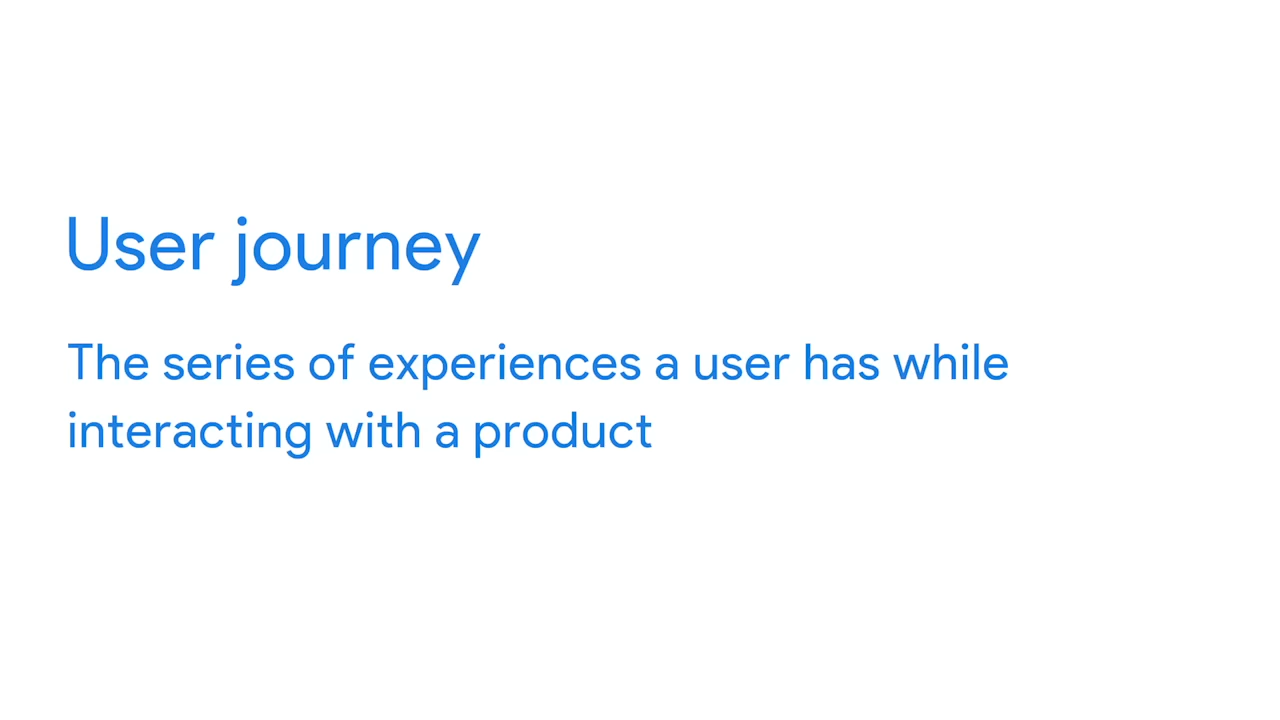 User journey
The series of experiences a user has while
interacting with a product